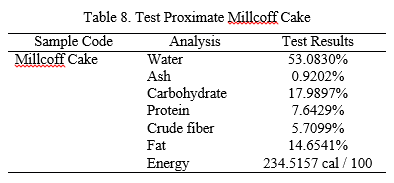 Table 8. Test Proximate Millcoff Cake
Sample Code Analysis Test Results
Millcoff Cake Water 53.0830%
Ash 0.9202%
Carbohydrate 17.9897%
Protein 7.6429%
Crude fiber 5.7099%
Fat 14.6541%
Energy 234.5157 cal / 100